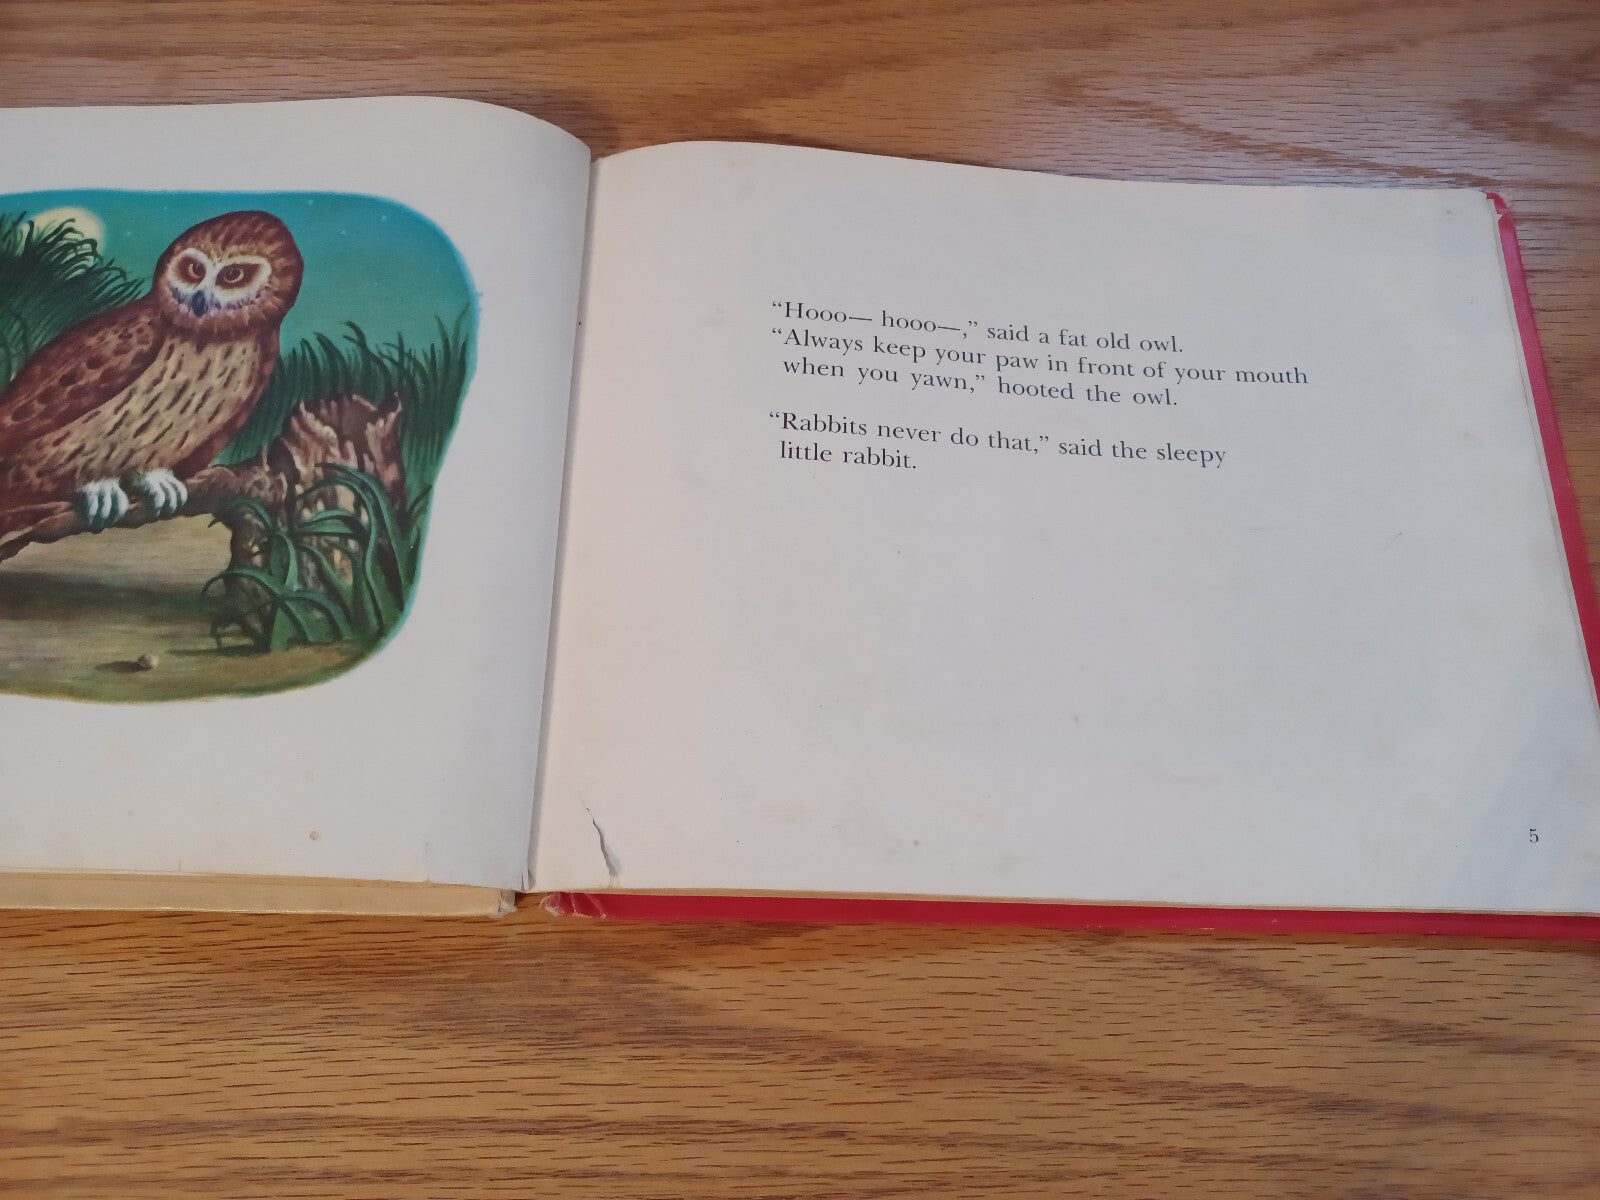 “Hooo— hooo—,” said a fat old owl.
“Always keep your paw in front of your mouth
when you yawn,” hooted the owl.
“Rabbits never do that,” said the sleepy
little rabbit.
5